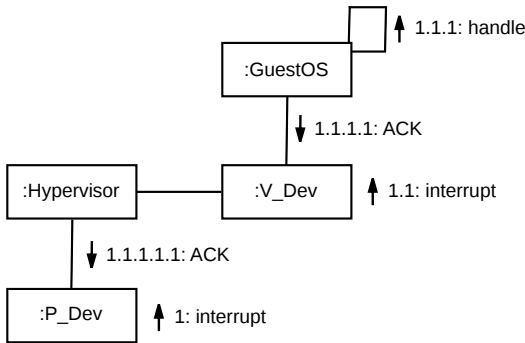 1.1.1: handle
:GuestOS
1.1.1.1: ACK
:Hypervisor
:V_Dev
1.1: interrupt
1.1.1.1.1: ACK
:P_Dev
1: interrupt